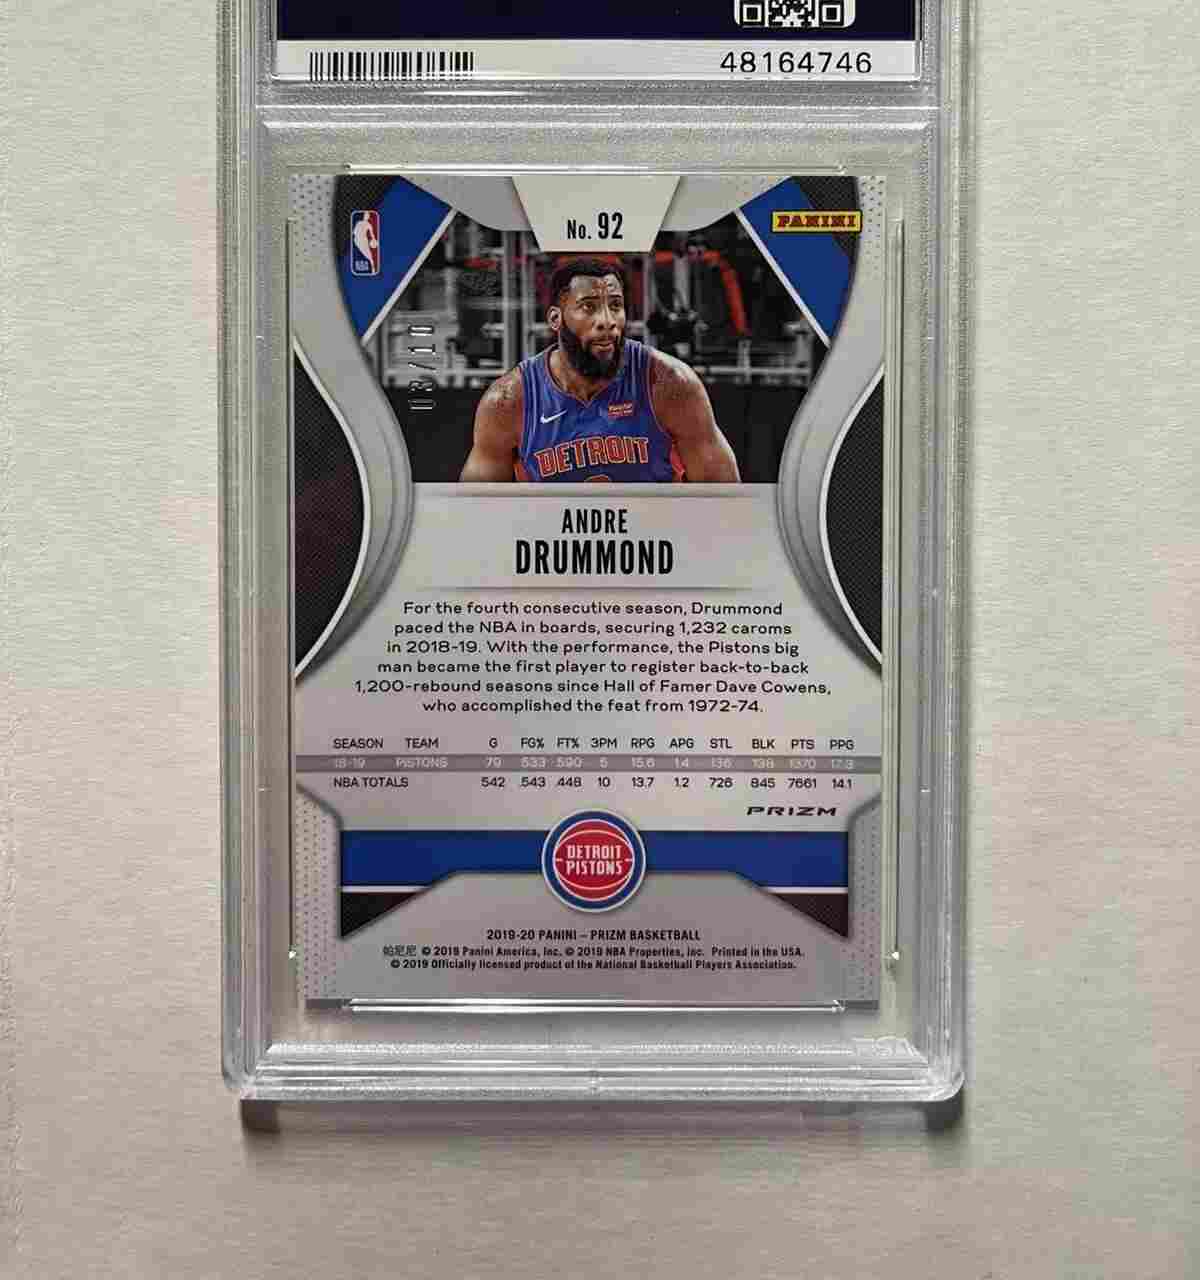 48164746
No. 92
PANINI
NBA
03/10
DETROIT
ANDRE
DRUMMOND
For the fourth consecutive season, Drummond
paced the NBA in boards, securing 1,232 caroms
in 2018-19. With the performance, the Pistons big
man became the first player to register back-to-back
1,200-rebound seasons since Hall of Famer Dave Cowens,
who accomplished the feat from 1972-74.
SEASON TEAM G FG% FT% 3PM RPG APG STL BLK PTS PPG
18-19 PISTONS 79 .533 .590 5 15.6 1.4 136 138 1370 17.3
NBA TOTALS 542 .543 .448 10 13.7 1.2 726 845 7661 14.1
PRIZM
DETROIT
PISTONS
2019-20 PANINI – PRIZM BASKETBALL
帕尼尼 © 2019 Panini America, Inc. © 2019 NBA Properties, Inc. Printed in the USA.
© 2019 Officially licensed product of the National Basketball Players Association.
PSA